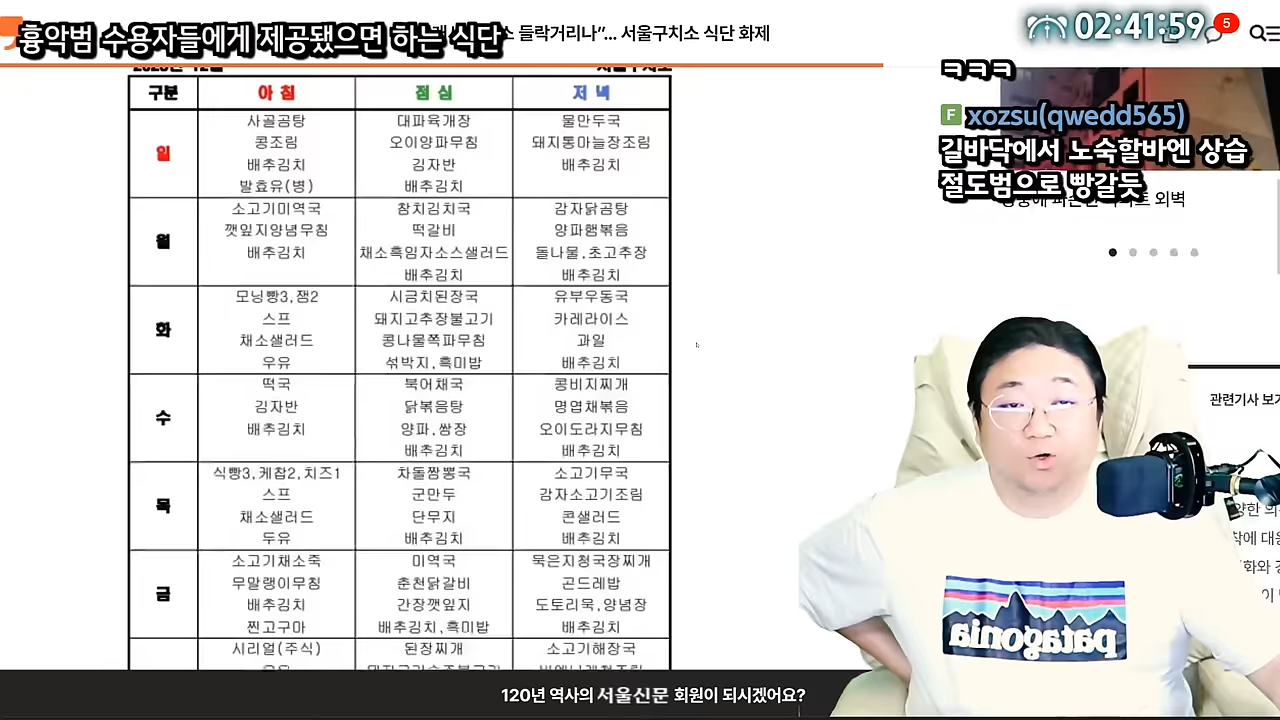 흉악범 수용자들에게 제공됐으면 하는 식단
들락거리나”... 서울구치소 식단 화제
02:41:59
5
ㅋㅋㅋ
F xozsu(qwedd565)
길바닥에서 노숙할바엔 상습
절도범으로 빵갈듯
외벽
구분 아 침 점 심 저 녁
일
사골곰탕
콩조림
배추김치
발효유(병)
대파육개장
오이양파무침
김자반
배추김치
물만두국
돼지통마늘장조림
배추김치
월
소고기미역국
깻잎지양념무침
배추김치
참치김치국
떡갈비
채소흑임자소스샐러드
배추김치
감자닭곰탕
양파햄볶음
돌나물,초고추장
배추김치
화
모닝빵3,잼2
스프
채소샐러드
우유
시금치된장국
돼지고추장불고기
콩나물쪽파무침
섞박지,흑미밥
유부우동국
카레라이스
과일
배추김치
수
떡국
김자반
배추김치
북어채국
닭볶음탕
양파,쌈장
배추김치
콩비지찌개
명엽채볶음
오이도라지무침
배추김치
목
식빵3,케찹2,치즈1
스프
채소샐러드
두유
차돌짬뽕국
군만두
단무지
배추김치
소고기무국
감자소고기조림
콘샐러드
배추김치
금
소고기채소죽
무말랭이무침
배추김치
찐고구마
미역국
춘천닭갈비
간장깻잎지
배추김치,흑미밥
묵은지청국장찌개
곤드레밥
도토리묵,양념장
배추김치
시리얼(주식)
된장찌개
소고기해장국
관련기사 보기
patagonia
120년 역사의 서울신문 회원이 되시겠어요?